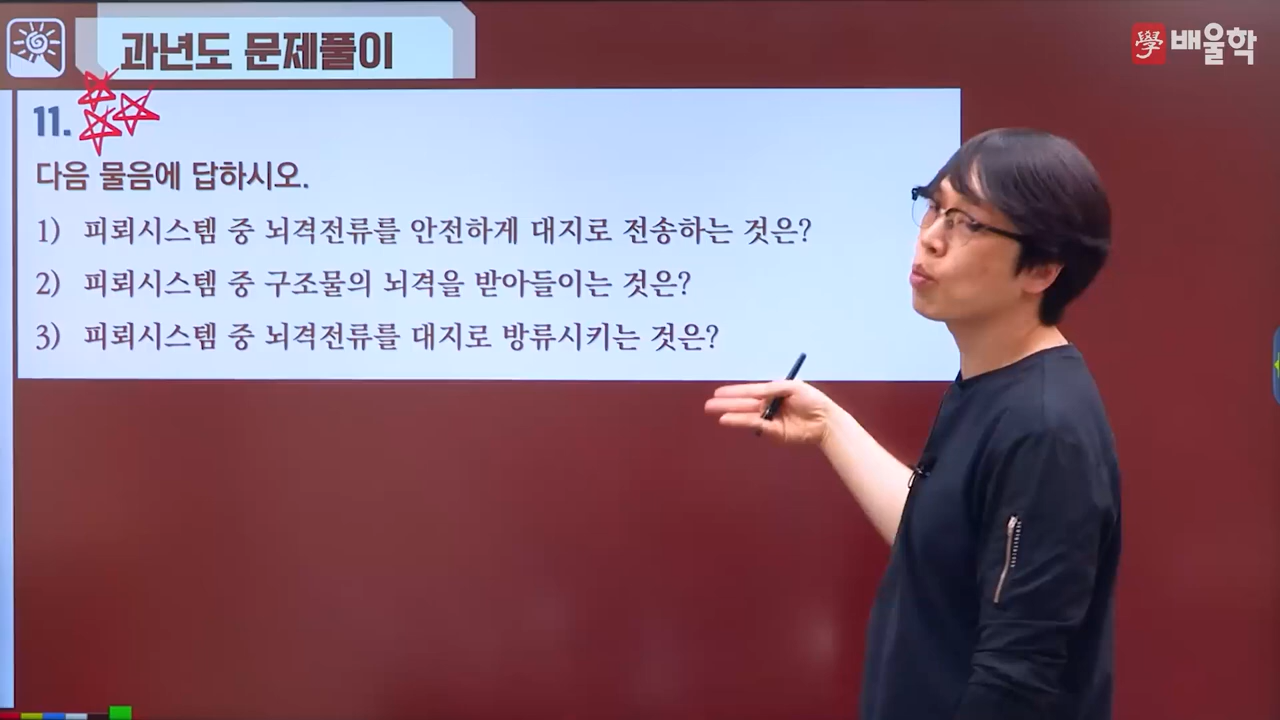 과년도 문제풀이
學 배울학
11.
다음 물음에 답하시오.
1) 피뢰시스템 중 뇌격전류를 안전하게 대지로 전송하는 것은?
2) 피뢰시스템 중 구조물의 뇌격을 받아들이는 것은?
3) 피뢰시스템 중 뇌격전류를 대지로 방류시키는 것은?